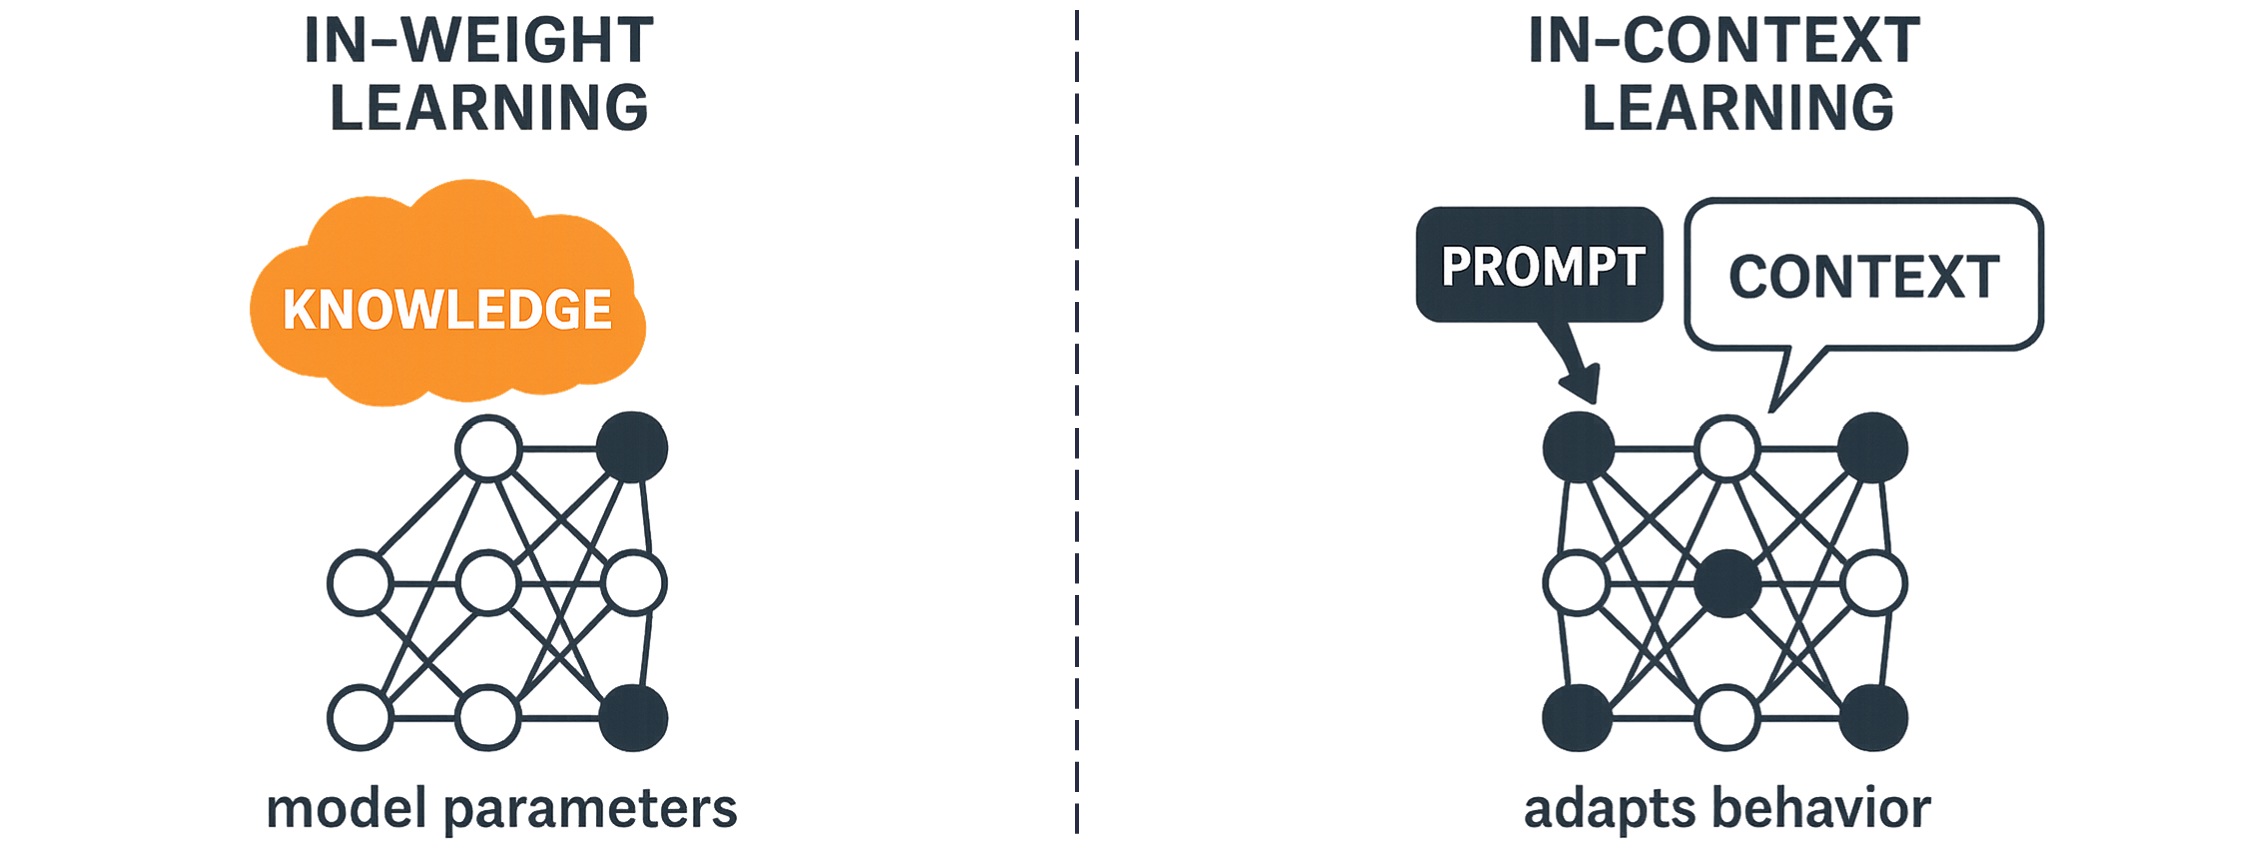 IN-WEIGHT
LEARNING
KNOWLEDGE
model parameters
IN-CONTEXT
LEARNING
PROMPT
CONTEXT
adapts behavior